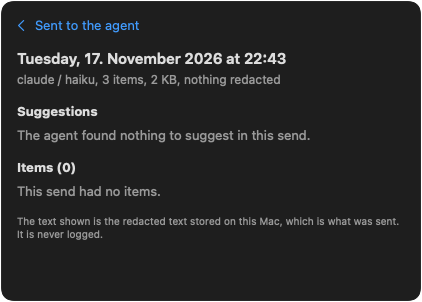 Sent to the agent
Tuesday, 17. November 2026 at 22:43
claude / haiku, 3 items, 2 KB, nothing redacted
Suggestions
The agent found nothing to suggest in this send.
Items (0)
This send had no items.
The text shown is the redacted text stored on this Mac, which is what was sent.
It is never logged.